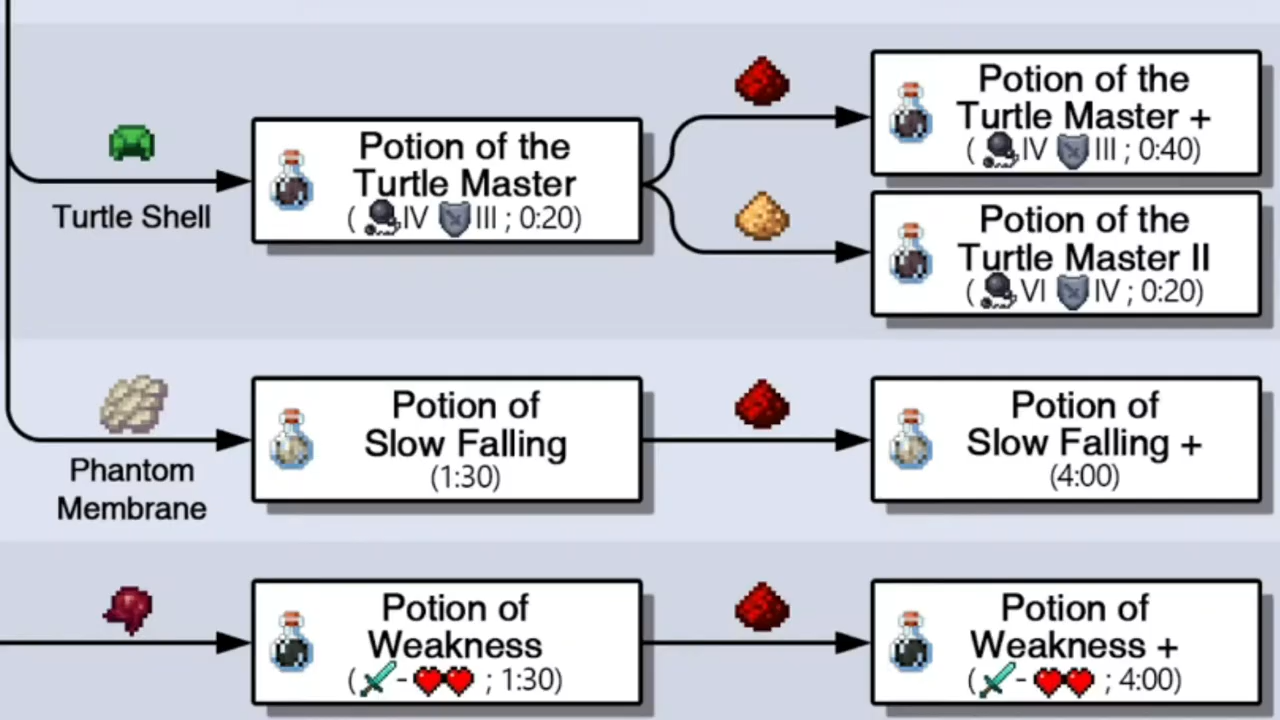 Turtle Shell
Potion of the
Turtle Master
( IV III ; 0:20)
Potion of the
Turtle Master +
( IV III ; 0:40)
Potion of the
Turtle Master II
( VI IV ; 0:20)
Phantom
Membrane
Potion of
Slow Falling
(1:30)
Potion of
Slow Falling +
(4:00)
Potion of
Weakness
( - ; 1:30)
Potion of
Weakness +
( - ; 4:00)